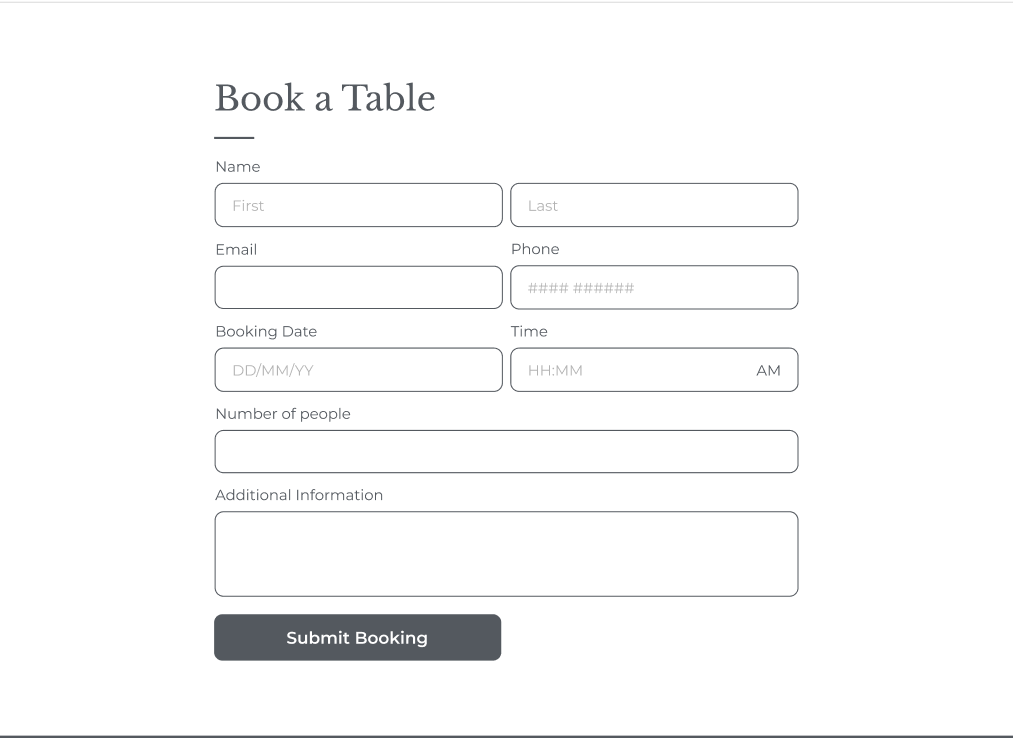 Book a Table
Name
First Last
Email Phone
#### ######
Booking Date Time
DD/MM/YY HH:MM AM
Number of people
Additional Information
Submit Booking